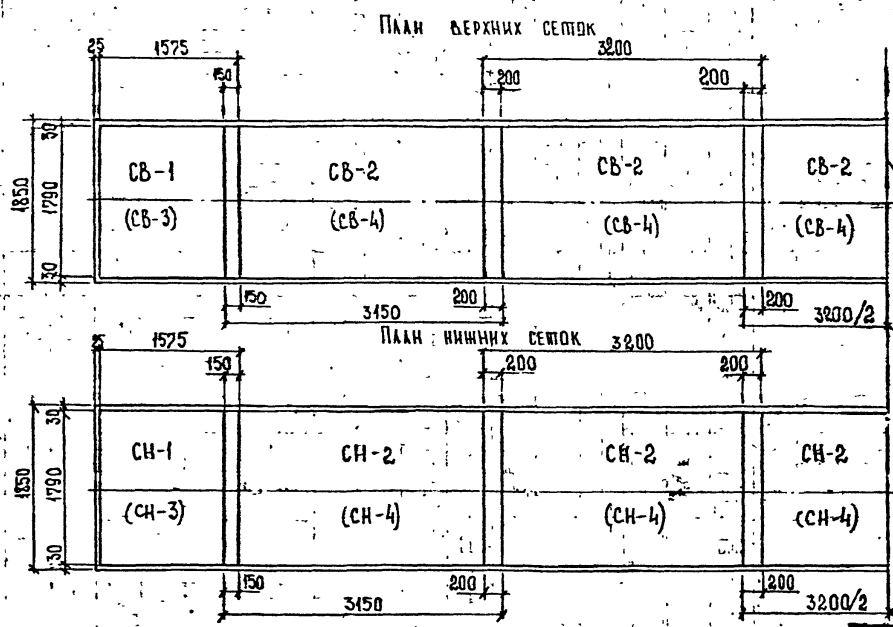 План верхних сеток
25 1575 3200
150 200 200
30
СВ-1 СВ-2 СВ-2 СВ-2
1850 1790
(СВ-3) (СВ-4) (СВ-4) (СВ-4)
30
150 200 200
3150 3200/2
План нижних сеток
25 1575 3200
150 200 200
30
СН-1 СН-2 СН-2 СН-2
1850 1790
(СН-3) (СН-4) (СН-4) (СН-4)
30
150 200 200
3150 3200/2